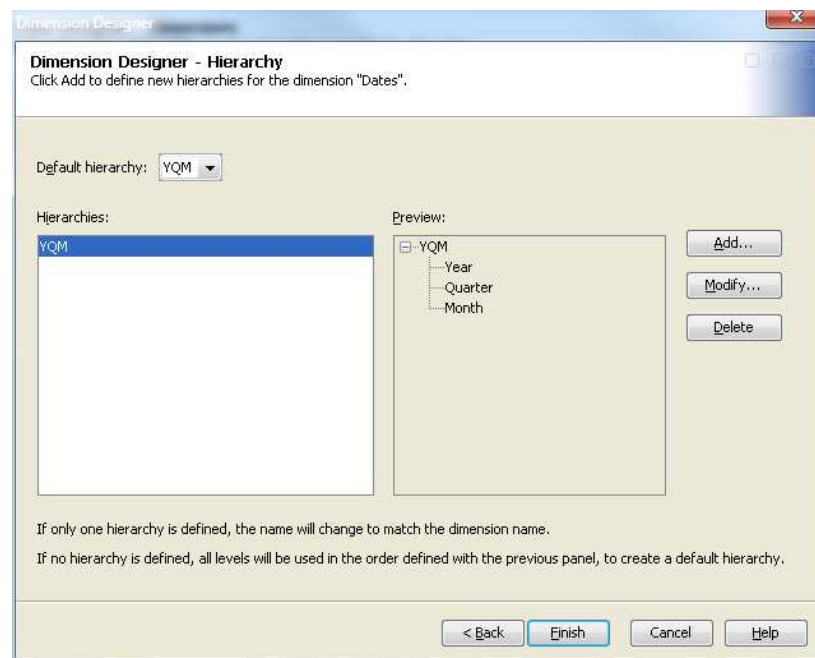 Dimension Designer
Dimension Designer - Hierarchy
Click Add to define new hierarchies for the dimension "Dates".
Default hierarchy: YQM
Hierarchies:
YQM
Preview:
YQM
Year
Quarter
Month
Add...
Modify...
Delete
If only one hierarchy is defined, the name will change to match the dimension name.
If no hierarchy is defined, all levels will be used in the order defined with the previous panel, to create a default hierarchy.
< Back Finish Cancel Help